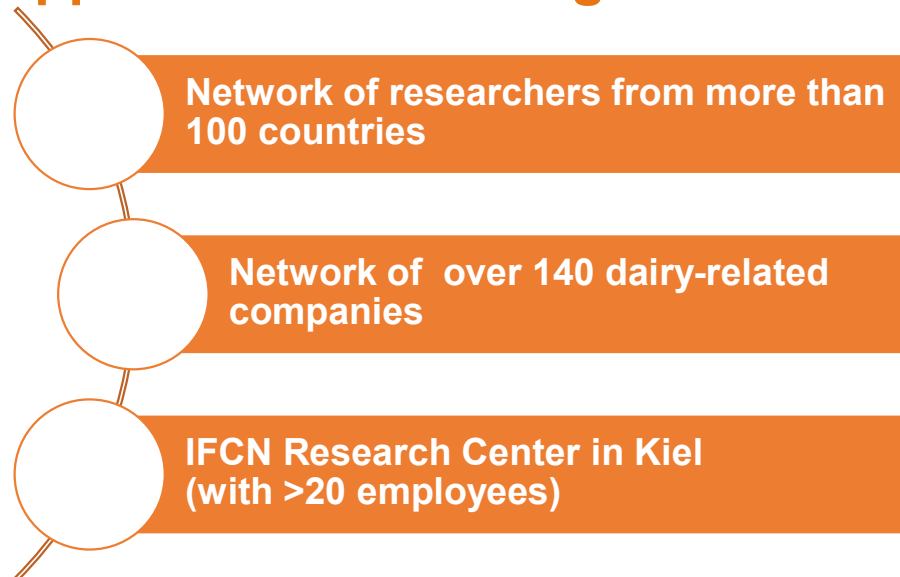 Network of researchers from more than
100 countries
Network of  over 140 dairy-related
companies
IFCN Research Center in Kiel
(with >20 employees)